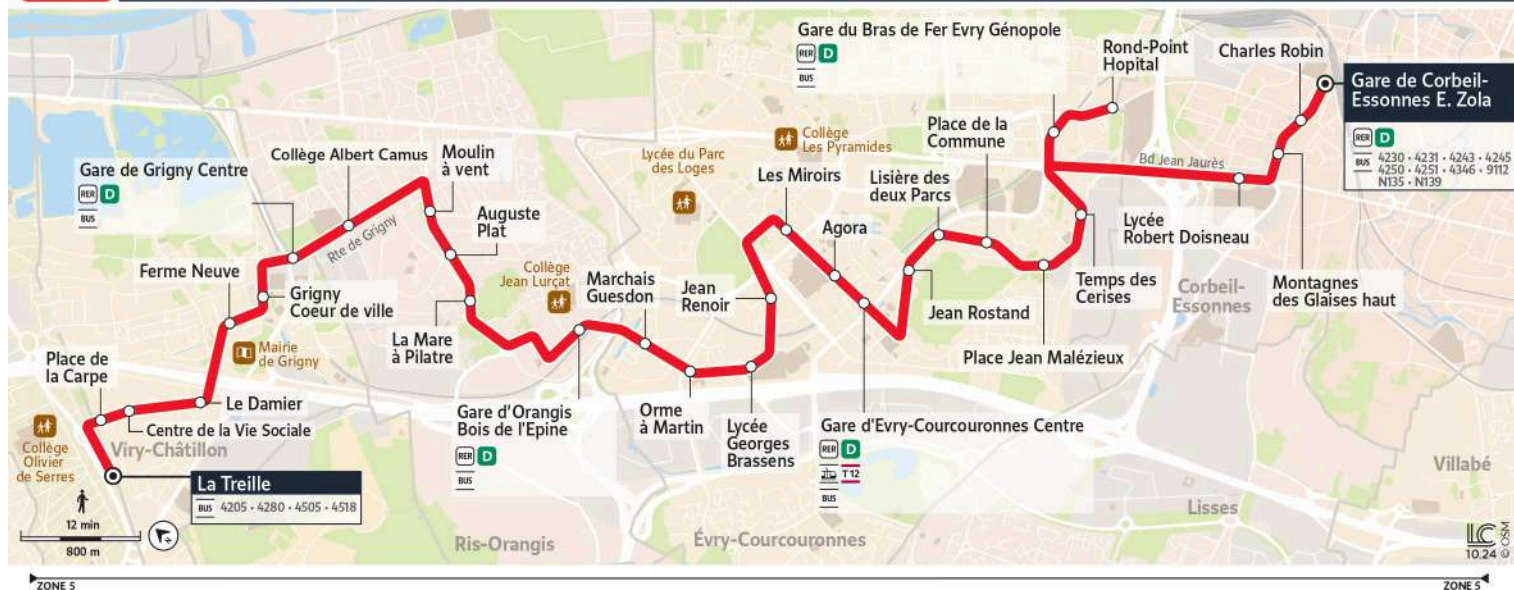 Gare du Bras de Fer Evry Génopole
RER D
BUS
Rond-Point
Hopital
Charles Robin
Gare de Corbeil-
Essonnes E. Zola
RER D
BUS 4230 • 4231 • 4243 • 4245
4250 • 4251 • 4346 • 9112
N135 • N139
Gare de Grigny Centre
RER D
BUS
Collège Albert Camus
Moulin
à vent
Rte de Grigny
Auguste
Plat
Lycée du Parc
des Loges
Collège
Les Pyramides
Les Miroirs
Place de la
Commune
Lisière des
deux Parcs
Agora
Bd Jean Jaurès
Lycée
Robert Doisneau
Ferme Neuve
Grigny
Coeur de ville
Collège
Jean Lurçat
Marchais
Guesdon
Jean
Renoir
Jean Rostand
Temps des
Cerises
Corbeil-
Essonnes
Montagnes
des Glaises haut
La Mare
à Pilatre
Place Jean Malézieux
Mairie
de Grigny
Place de
la Carpe
Le Damier
Centre de la Vie Sociale
Viry-Châtillon
Collège
Olivier
de Serres
Gare d'Orangis
Bois de l'Epine
RER D
BUS
Orme
à Martin
Lycée
Georges
Brassens
Gare d'Evry-Courcouronnes Centre
RER D
T12
BUS
Villabé
La Treille
BUS 4205 • 4280 • 4505 • 4518
12 min
800 m
Ris-Orangis
Évry-Courcouronnes
Lisses
LC
10.24 © OSM
ZONE 5
ZONE 5